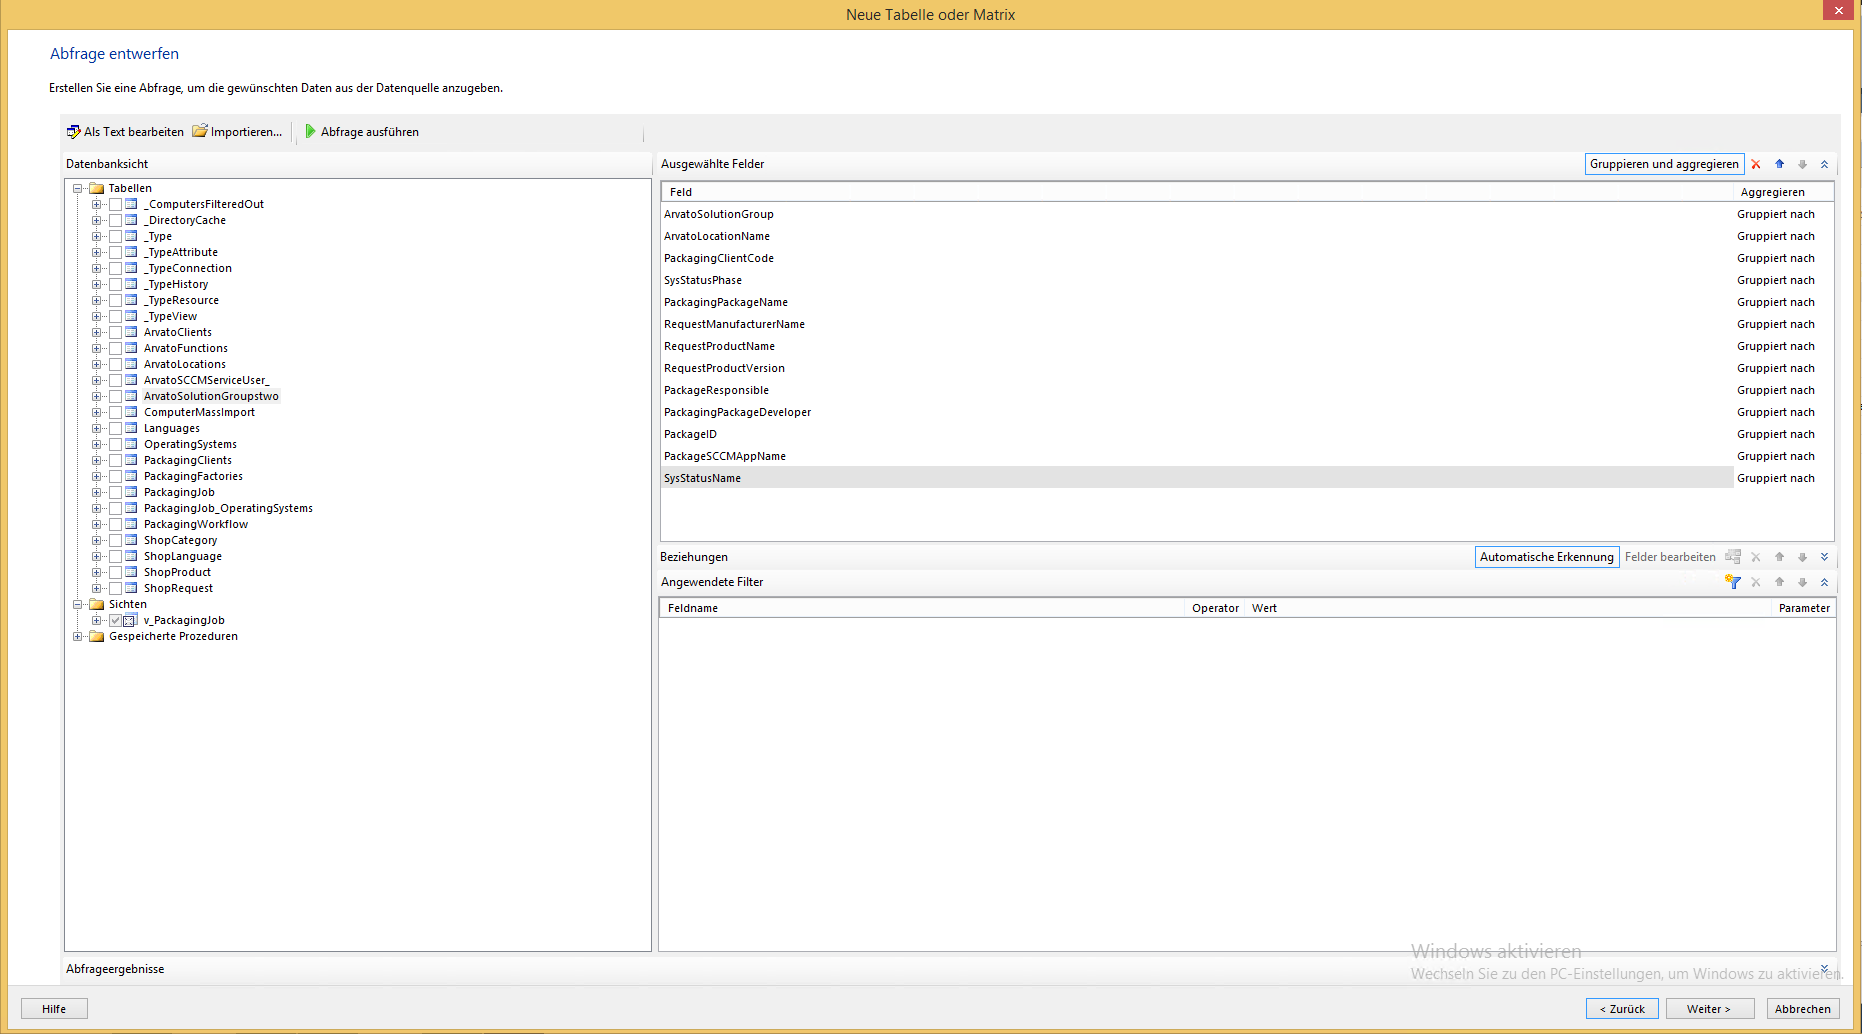 Neue Tabelle oder Matrix
Abfrage entwerfen
Erstellen Sie eine Abfrage, um die gewünschten Daten aus der Datenquelle anzugeben.
Als Text bearbeiten Importieren... Abfrage ausführen
Datenbanksicht
Tabellen
_ComputersFilteredOut
_DirectoryCache
_Type
_TypeAttribute
_TypeConnection
_TypeHistory
_TypeResource
_TypeView
ArvatoClients
ArvatoFunctions
ArvatoLocations
ArvatoSCCMServiceUser_
ArvatoSolutionGroupstwo
ComputerMassImport
Languages
OperatingSystems
PackagingClients
PackagingFactories
PackagingJob
PackagingJob_OperatingSystems
PackagingWorkflow
ShopCategory
ShopLanguage
ShopProduct
ShopRequest
Sichten
v_PackagingJob
Gespeicherte Prozeduren
Ausgewählte Felder Gruppieren und aggregieren
Feld Aggregieren
ArvatoSolutionGroup Gruppiert nach
ArvatoLocationName Gruppiert nach
PackagingClientCode Gruppiert nach
SysStatusPhase Gruppiert nach
PackagingPackageName Gruppiert nach
RequestManufacturerName Gruppiert nach
RequestProductName Gruppiert nach
RequestProductVersion Gruppiert nach
PackageResponsible Gruppiert nach
PackagingPackageDeveloper Gruppiert nach
PackageID Gruppiert nach
PackageSCCMAppName Gruppiert nach
SysStatusName Gruppiert nach
Beziehungen Automatische Erkennung Felder bearbeiten
Angewendete Filter
Feldname Operator Wert Parameter
Windows aktivieren
Wechseln Sie zu den PC-Einstellungen, um Windows zu aktivieren.
Abfrageergebnisse
Hilfe < Zurück Weiter > Abbrechen